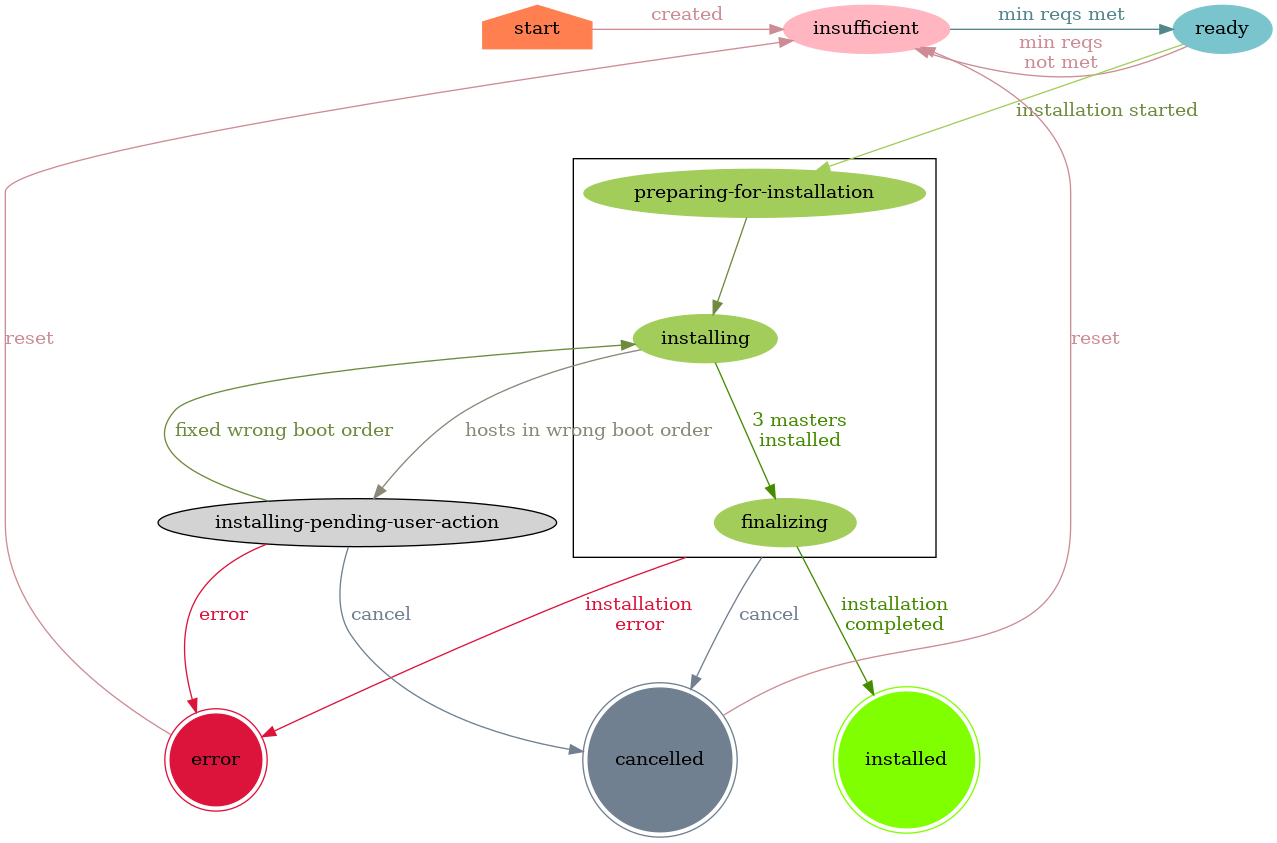 start
created
insufficient
min reqs met
ready
min reqs
not met
installation started
preparing-for-installation
reset
installing
reset
fixed wrong boot order
hosts in wrong boot order
3 masters
installed
installing-pending-user-action
finalizing
error
cancel
installation
error
cancel
installation
completed
error
cancelled
installed